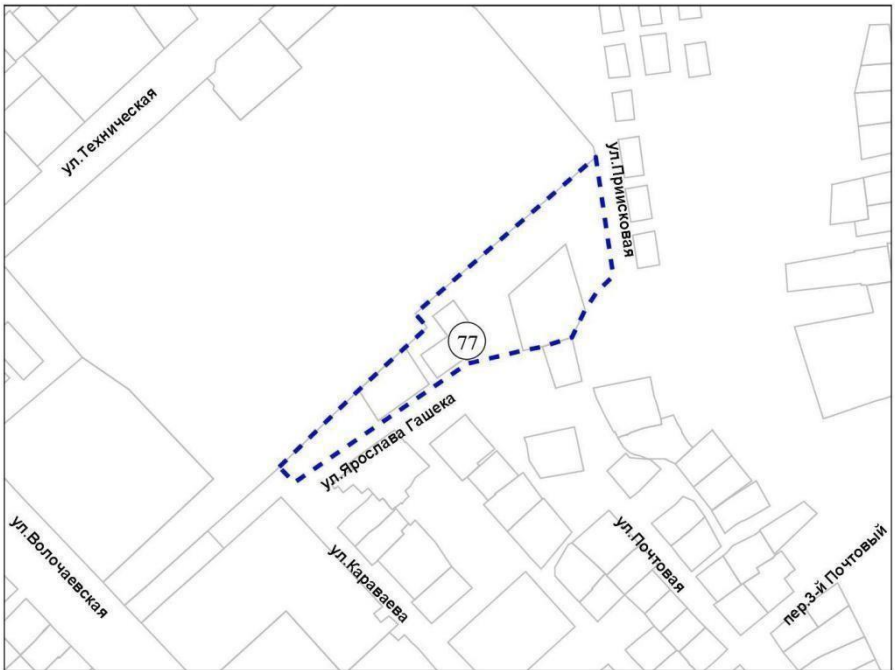 ул.Техническая
ул.Приисковая
77
ул.Ярослава Гашека
ул.Волочаевская
ул.Караваева
ул.Почтовая
пер.3-й Почтовый